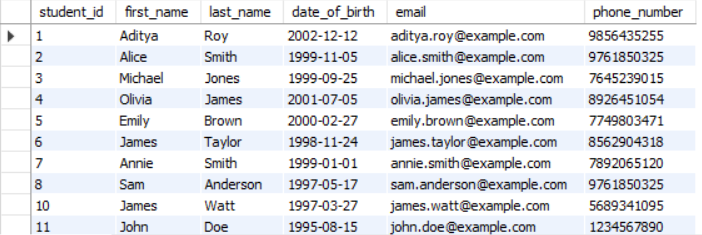 student_id first_name last_name date_of_birth email phone_number
1 Aditya Roy 2002-12-12 aditya.roy@example.com 9856435255
2 Alice Smith 1999-11-05 alice.smith@example.com 9761850325
3 Michael Jones 1999-09-25 michael.jones@example.com 7645239015
4 Olivia James 2001-07-05 olivia.james@example.com 8926451054
5 Emily Brown 2000-02-27 emily.brown@example.com 7749803471
6 James Taylor 1998-11-24 james.taylor@example.com 8562904318
7 Annie Smith 1999-01-01 annie.smith@example.com 7892065120
8 Sam Anderson 1997-05-17 sam.anderson@example.com 9761850325
10 James Watt 1997-03-27 james.watt@example.com 5689341095
11 John Doe 1995-08-15 john.doe@example.com 1234567890